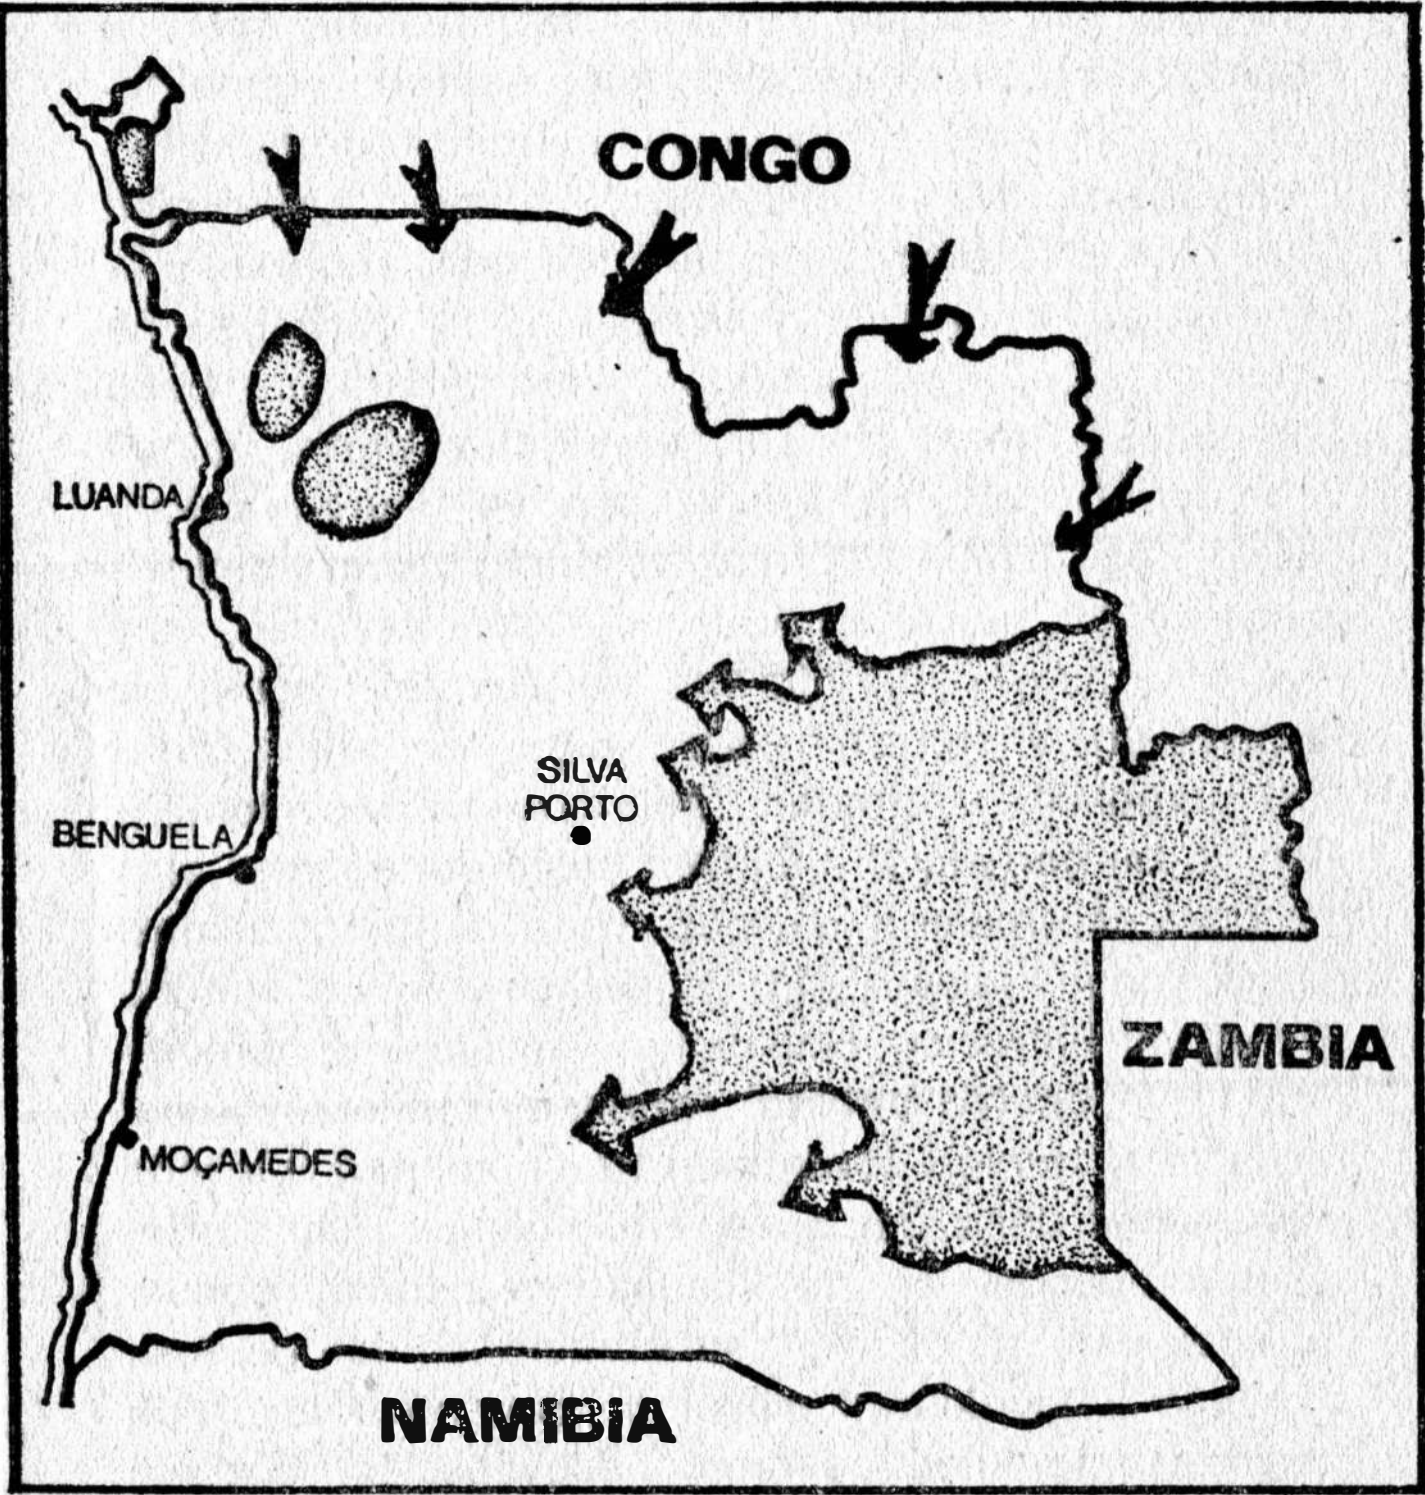 CONGO
LUANDA
SILVA
PORTO
BENGUELA
ZAMBIA
MOÇAMEDES
NAMIBIA